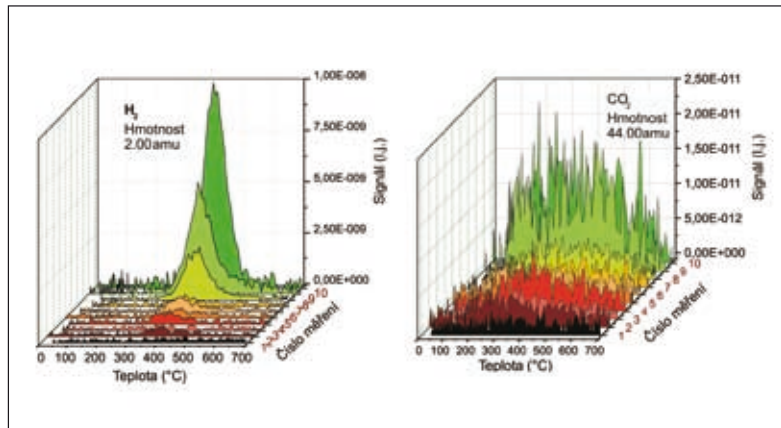 H2
Hmotnost
2.00amu
1,00E-008
7,50E-009
5,00E-009
2,50E-009
0,00E+000
Signál (l.j.)
0 100 200 300 400 500 600 700
Teplota (°C)
Číslo měření
CO2
Hmotnost
44.00amu
2,50E-011
2,00E-011
1,50E-011
1,00E-011
5,00E-012
0,00E+000
Signál (l.j.)
1 2 3 4 5 6 7 8 9 10
0 100 200 300 400 500 600 700
Teplota (°C)
Číslo měření